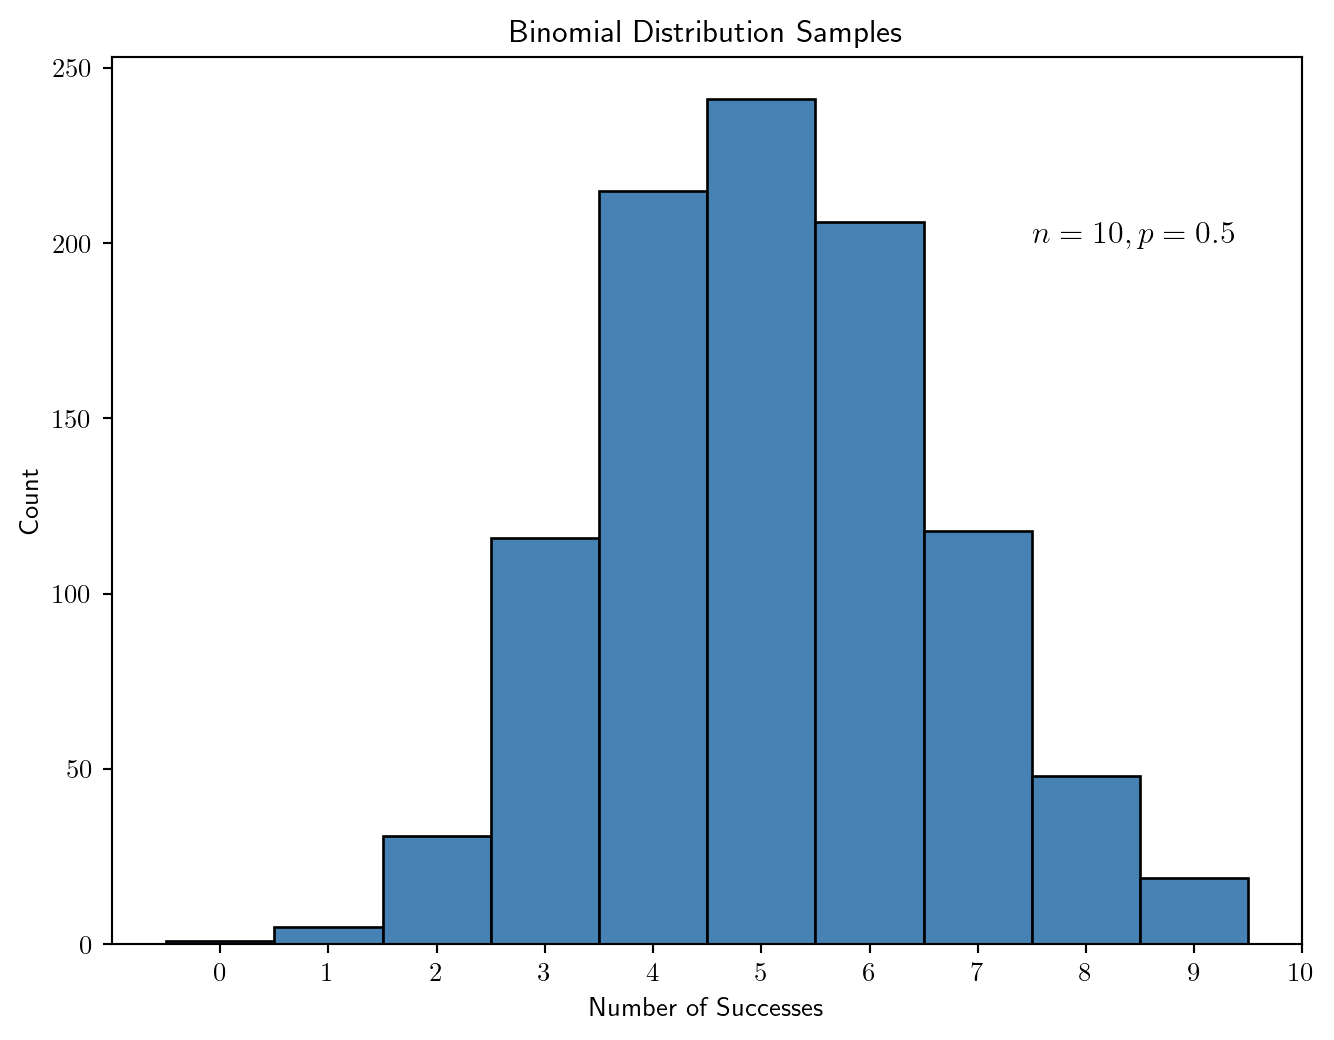 Binomial Distribution Samples
250
200
150
100
50
0
Count
n = 10, p = 0.5
0 1 2 3 4 5 6 7 8 9 10
Number of Successes